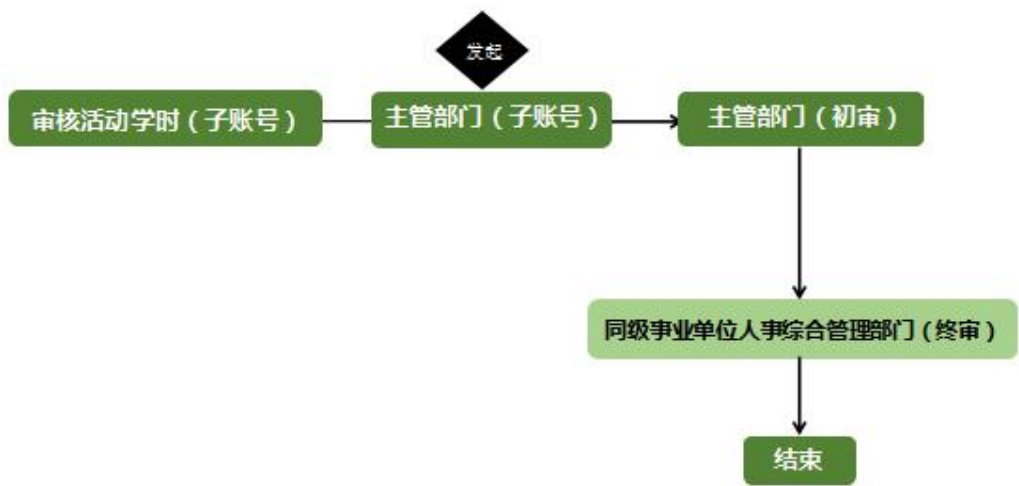 发起
审核活动学时（子账号）
主管部门（子账号）
主管部门（初审）
同级事业单位人事综合管理部门（终审）
结束